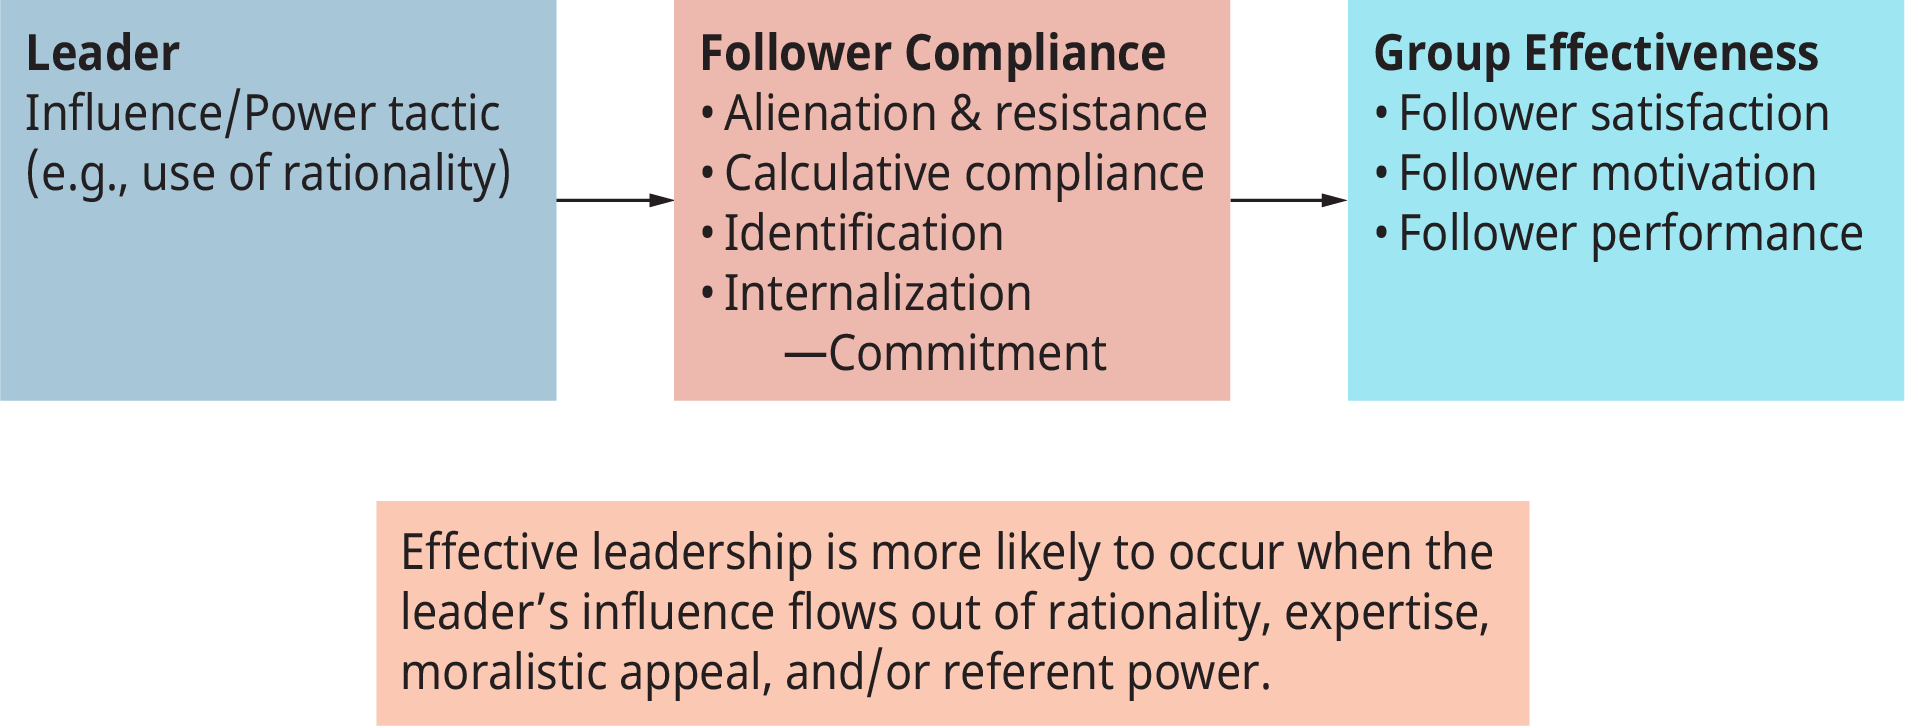 Leader
Influence/Power tactic
(e.g., use of rationality)
Follower Compliance
• Alienation & resistance
• Calculative compliance
• Identification
• Internalization
—Commitment
Group Effectiveness
• Follower satisfaction
• Follower motivation
• Follower performance
Effective leadership is more likely to occur when the
leader’s influence flows out of rationality, expertise,
moralistic appeal, and/or referent power.